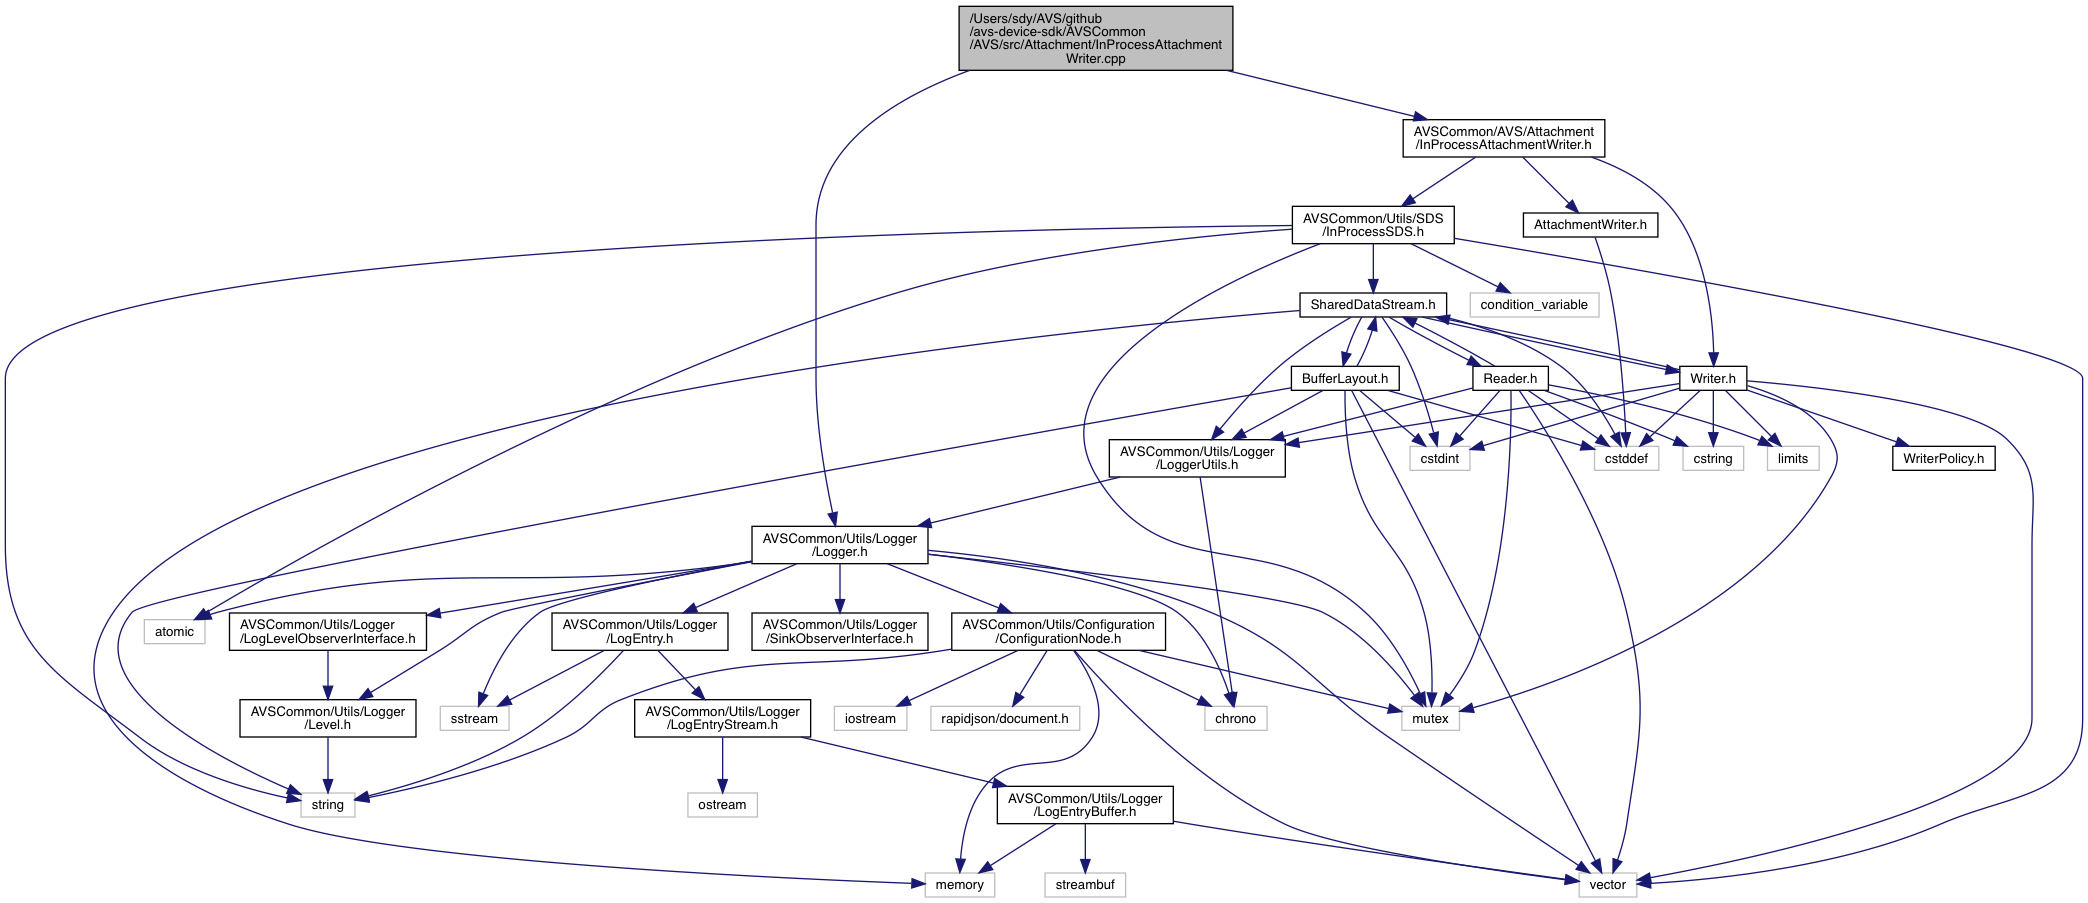 /Users/sdy/AVS/github
/avs-device-sdk/AVSCommon
/AVS/src/Attachment/InProcessAttachment
Writer.cpp
AVSCommon/AVS/Attachment
/InProcessAttachmentWriter.h
AVSCommon/Utils/SDS
/InProcessSDS.h
AttachmentWriter.h
SharedDataStream.h
condition_variable
BufferLayout.h
Reader.h
Writer.h
AVSCommon/Utils/Logger
/LoggerUtils.h
cstdint
cstddef
cstring
limits
WriterPolicy.h
AVSCommon/Utils/Logger
/Logger.h
atomic
AVSCommon/Utils/Logger
/LogLevelObserverInterface.h
AVSCommon/Utils/Logger
/LogEntry.h
AVSCommon/Utils/Logger
/SinkObserverInterface.h
AVSCommon/Utils/Configuration
/ConfigurationNode.h
AVSCommon/Utils/Logger
/Level.h
sstream
AVSCommon/Utils/Logger
/LogEntryStream.h
iostream
rapidjson/document.h
chrono
mutex
string
ostream
AVSCommon/Utils/Logger
/LogEntryBuffer.h
memory
streambuf
vector